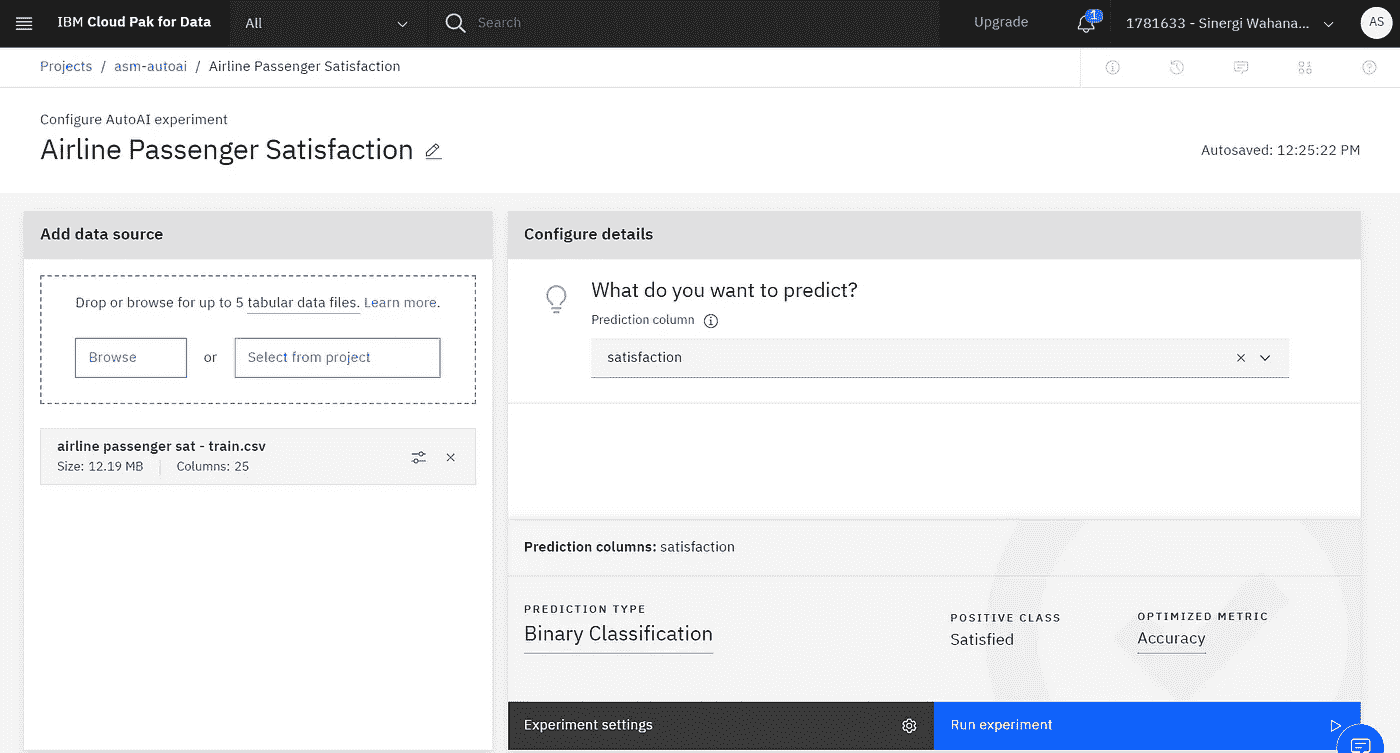 IBM Cloud Pak for Data
All
Search
Upgrade
1
1781633 - Sinergi Wahana...
AS
Projects / asm-autoai / Airline Passenger Satisfaction
Configure AutoAI experiment
Airline Passenger Satisfaction
Autosaved: 12:25:22 PM
Add data source
Drop or browse for up to 5 tabular data files. Learn more.
Browse or Select from project
airline passenger sat - train.csv
Size: 12.19 MB Columns: 25
Configure details
What do you want to predict?
Prediction column
satisfaction
Prediction columns: satisfaction
PREDICTION TYPE
Binary Classification
POSITIVE CLASS
Satisfied
OPTIMIZED METRIC
Accuracy
Experiment settings
Run experiment